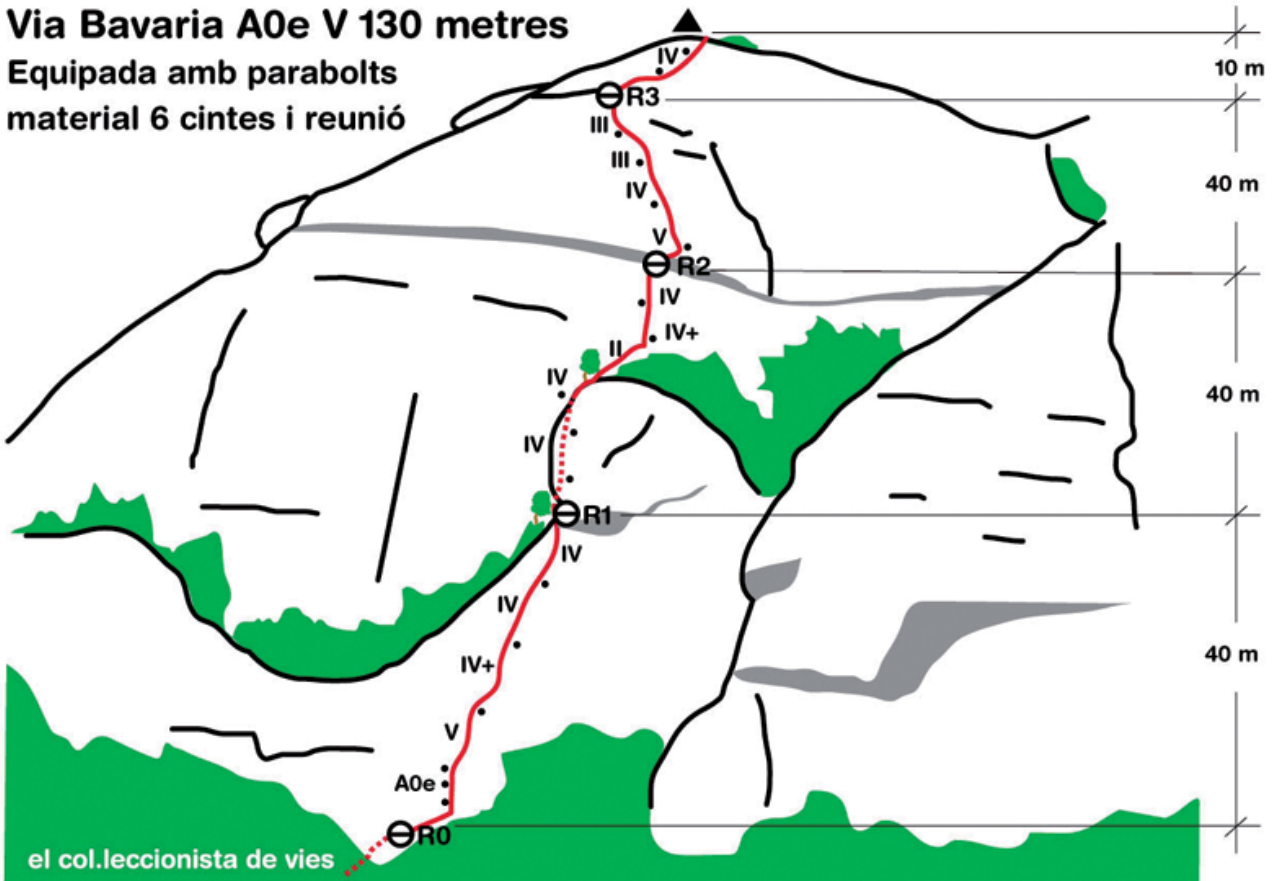 Via Bavaria A0e V 130 metres
Equipada amb parabolts
material 6 cintes i reunió
IV
10 m
R3
III
III
40 m
IV
V
R2
IV
IV+
II
IV
40 m
IV
R1
IV
IV
40 m
IV+
V
A0e
R0
el col.leccionista de vies